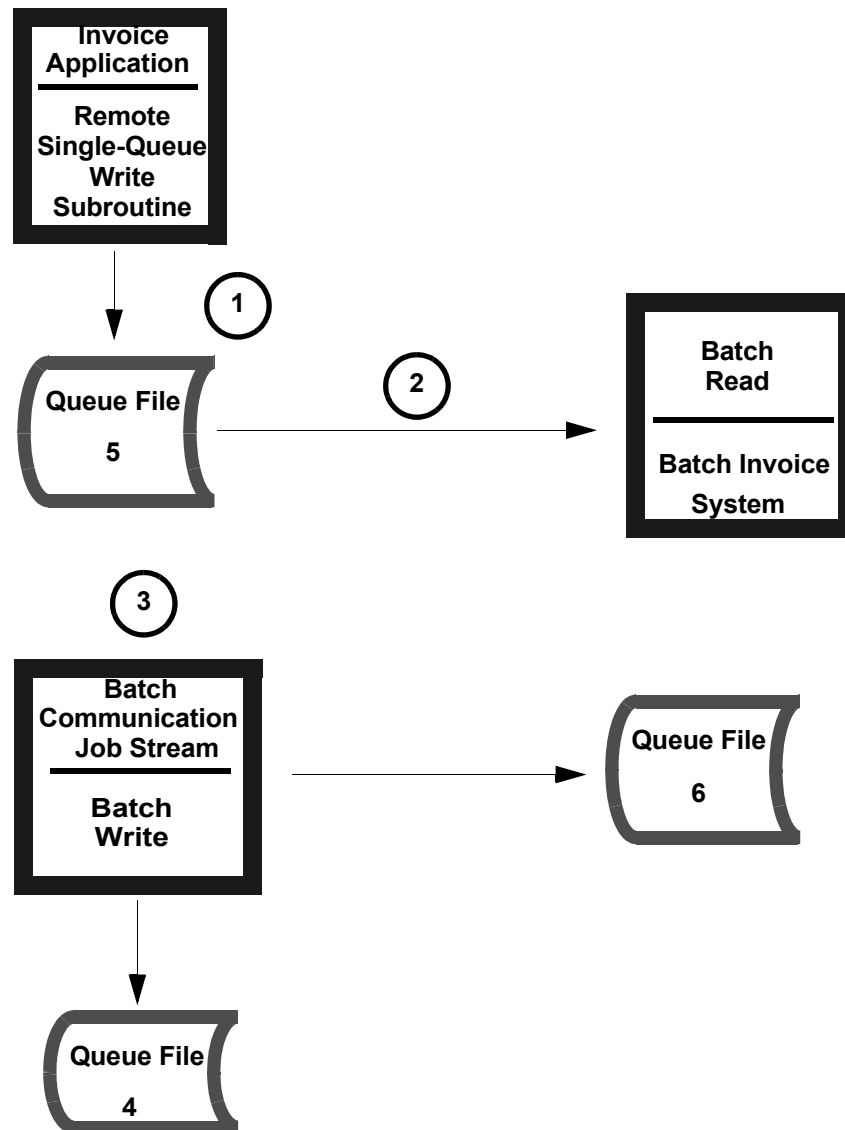 Invoice
Application
Remote
Single-Queue
Write
Subroutine
1
Queue File
5
2
Batch
Read
Batch Invoice
System
3
Batch
Communication
Job Stream
Batch
Write
Queue File
6
Queue File
4